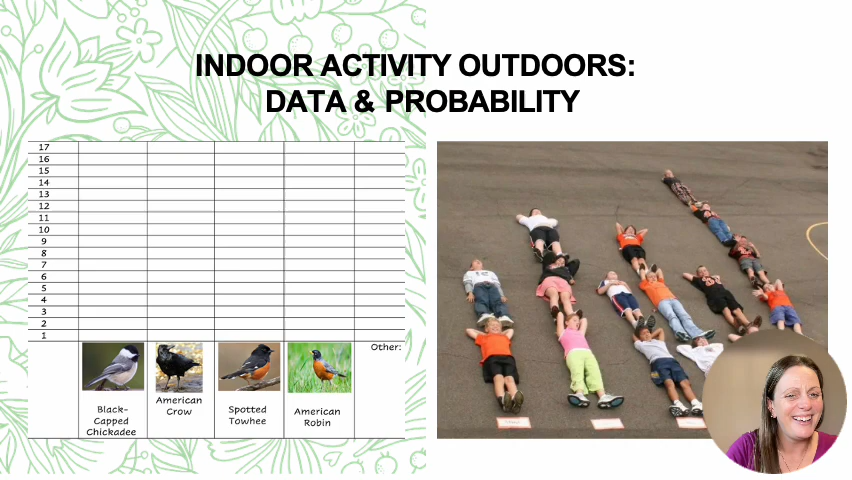 INDOOR ACTIVITY OUTDOORS:
DATA & PROBABILITY
17
16
15
14
13
12
11
10
9
8
7
6
5
4
3
2
1
Black-
Capped
Chickadee
American
Crow
Spotted
Towhee
American
Robin
Other: